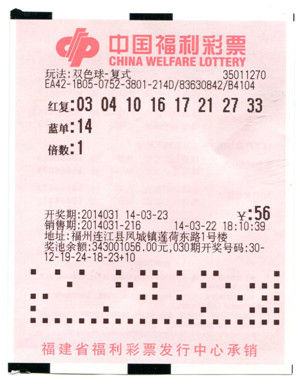 中国福利彩票
CHINA WELFARE LOTTERY
玩法:双色球-复式 35011270
EA42-1B05-0752-3801-214D/83630842/B4104
红复:03 04 10 16 17 21 27 33
蓝单:14
倍数:1
开奖期:2014031 14-03-23 ¥:56
销售期:2014031-216 14-03-22 18:10:39
地址:福州连江县凤城镇莲荷东路1号楼
奖池余额:343001056.00元,030期开奖号码:30-
12-19-24-18-23+10
福建省福利彩票发行中心承销